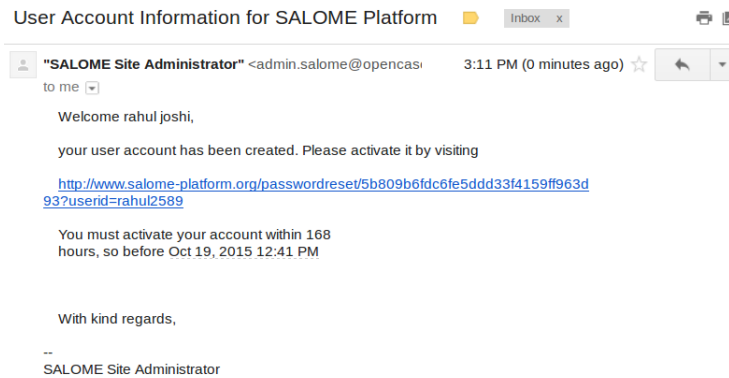 User Account Information for SALOME Platform
Inbox x
"SALOME Site Administrator" <admin.salome@opencas 3:11 PM (0 minutes ago)
to me
Welcome rahul joshi,
your user account has been created. Please activate it by visiting
http://www.salome-platform.org/passwordreset/5b809b6fdc6fe5ddd33f4159ff963d
93?userid=rahul2589
You must activate your account within 168
hours, so before Oct 19, 2015 12:41 PM
With kind regards,
--
SALOME Site Administrator